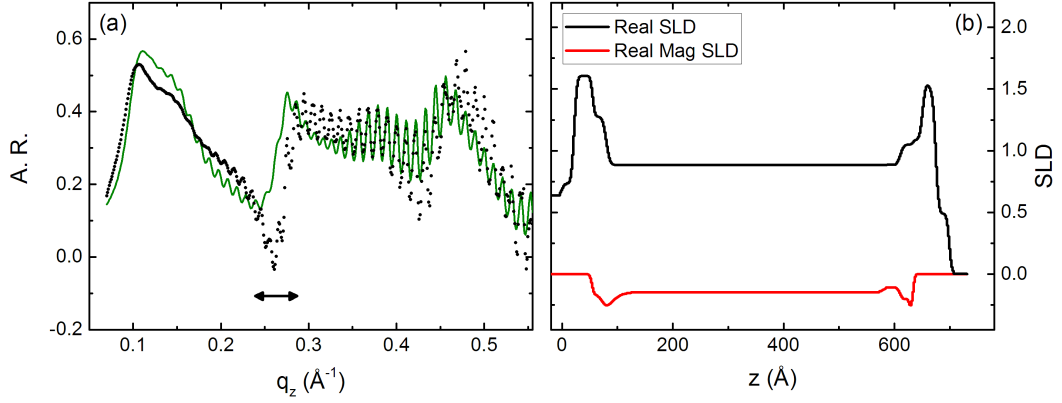 (a)
0.6
0.4
0.2
0.0
-0.2
A. R.
0.1 0.2 0.3 0.4 0.5
q_z (Å⁻¹)
Real SLD
Real Mag SLD
(b)
2.0
1.5
1.0
0.5
0.0
SLD
0 200 400 600
z (Å)